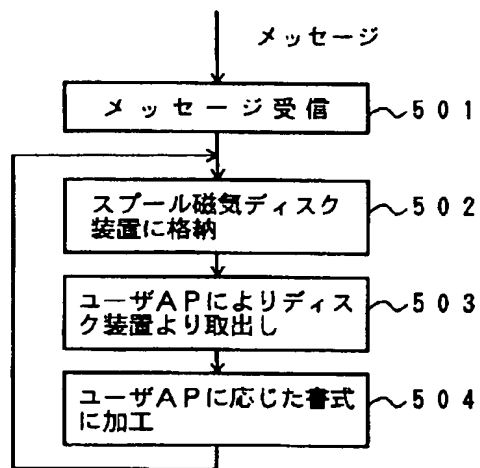 メッセージ
メッセージ受信
501
スプール磁気ディスク
装置に格納
502
ユーザAPによりディス
ク装置より取出し
503
ユーザAPに応じた書式
に加工
504